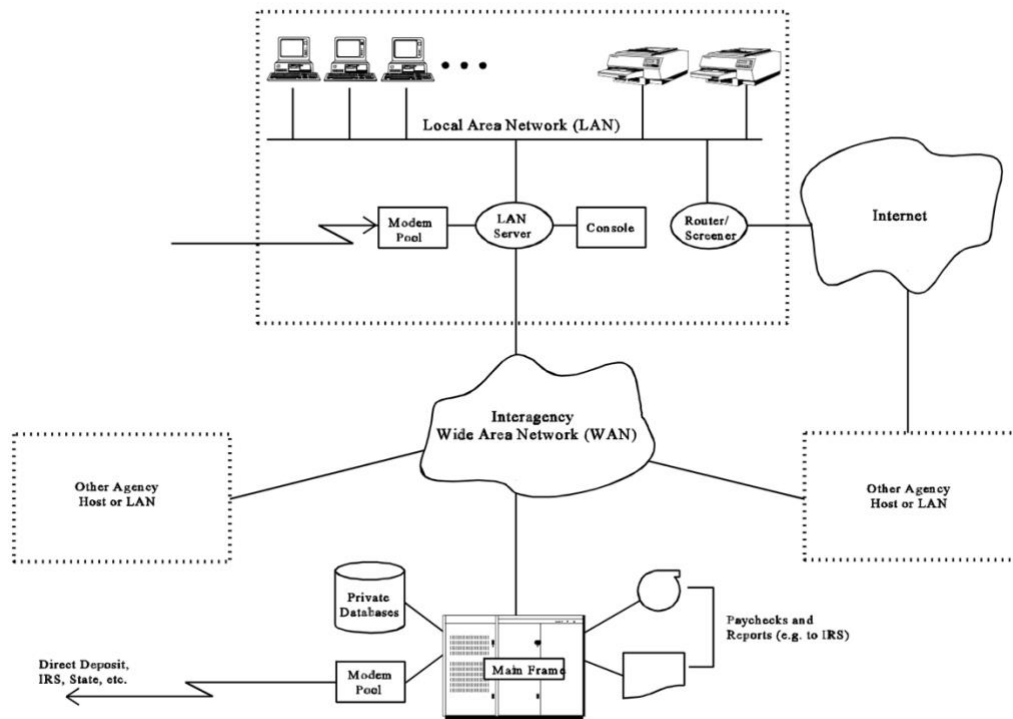 Local Area Network (LAN)
Modem
Pool
LAN
Server
Console
Router/
Screener
Internet
Interagency
Wide Area Network (WAN)
Other Agency
Host or LAN
Other Agency
Host or LAN
Private
Databases
Paychecks and
Reports (e.g. to IRS)
Direct Deposit,
IRS, State, etc.
Modem
Pool
Main Frame